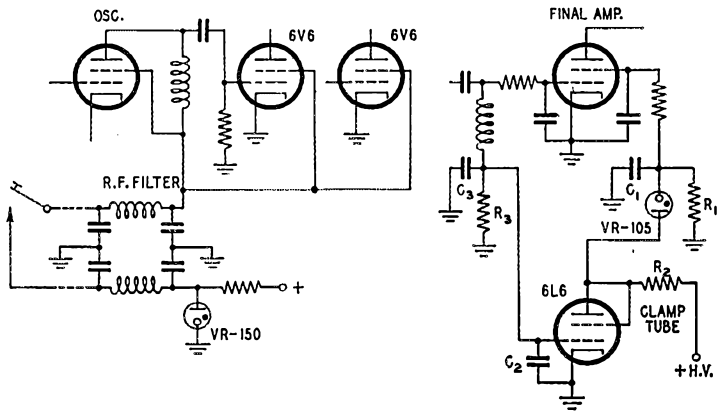 OSC.
6V6
6V6
R.F. FILTER
+
VR-150
FINAL AMP.
C3
R3
C1
R1
VR-105
R2
6L6
CLAMP
TUBE
C2
+H.V.